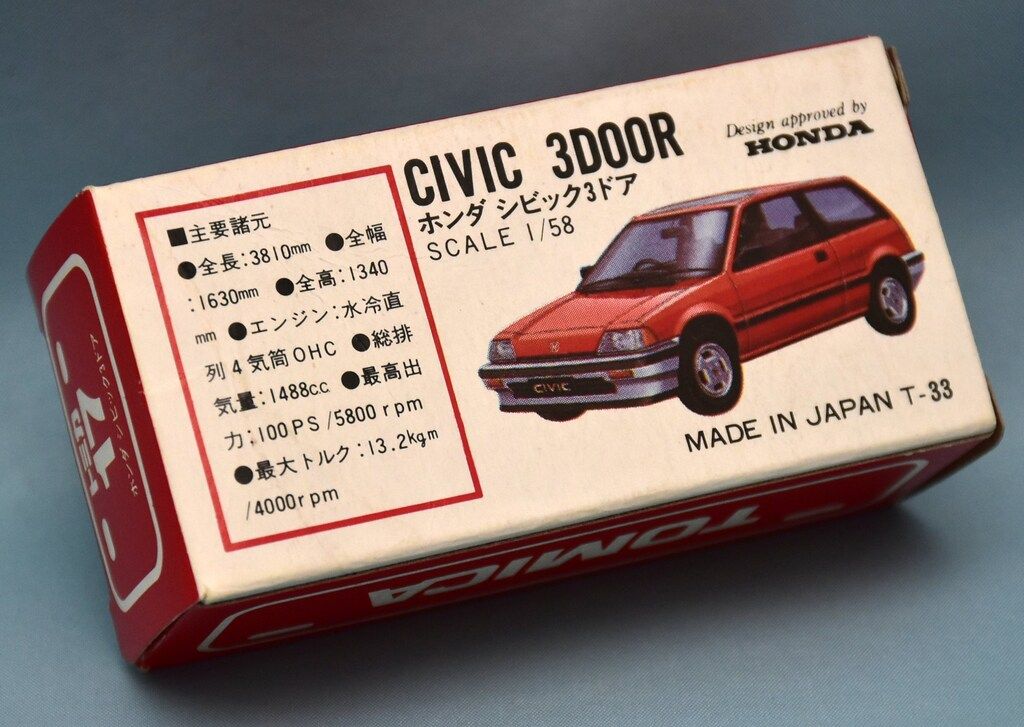 CIVIC 3DOOR
ホンダ シビック3ドア
SCALE 1/58
Design approved by
HONDA
■主要諸元
●全長:3810mm ●全幅
:1630mm ●全高:1340
mm ●エンジン:水冷直
列4気筒OHC ●総排
気量:1488c.c. ●最高出
力:100PS/5800rpm
●最大トルク:13.2kgm
/4000rpm
CIVIC
MADE IN JAPAN T-33
TOMICA